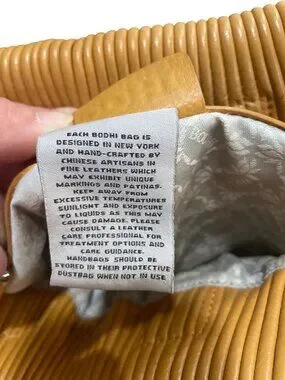 EACH BODHI BAG IS
DESIGNED IN NEW YORK
AND HAND-CRAFTED BY
CHINESE ARTISANS IN
FINE LEATHERS WHICH
MAY EXHIBIT UNIQUE
MARKINGS AND PATINAS.
KEEP AWAY FROM
EXCESSIVE TEMPERATURES
SUNLIGHT AND EXPOSURE
TO LIQUIDS AS THIS MAY
CAUSE DAMAGE. PLEASE
CONSULT A LEATHER
CARE PROFESSIONAL FOR
TREATMENT OPTIONS AND
CARE GUIDANCE.
HANDBAGS SHOULD BE
STORED IN THEIR PROTECTIVE
DUSTBAG WHEN NOT IN USE